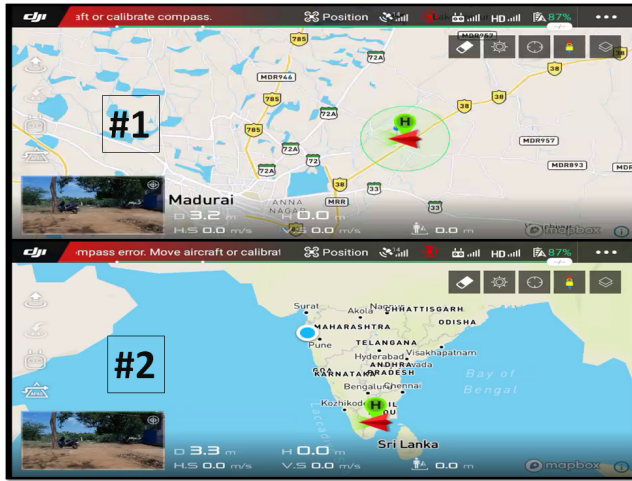 dji aft or calibrate compass. Position 14 HD 87%
785
72A
MDR946
38
38
785
785
72A
38
38
#1
72A
72
MDR957
MDR893
MDR
38
33
Madurai
ANNA
NAGAR
MRR
33
D 3.2 m H 0.0 m
H.S 0.0 m/s V.S 0.0 m/s 0.0 m
mapbox
dji mpass error. Move aircraft or calibrat Position 14 HD 87%
Surat
Akola
Nagpur
CHHATTISGARH
MAHARASHTRA
ODISHA
Pune
TELANGANA
Hyderabad
Visakhapatnam
#2
GOA
ANDHRA
PRADESH
KARNATAKA
Bay of
Bengal
Bengaluru
Chennai
Kozhikode
H
Sri Lanka
D 3.3 m H 0.0 m
H.S 0.0 m/s V.S 0.0 m/s 0.0 m
mapbox